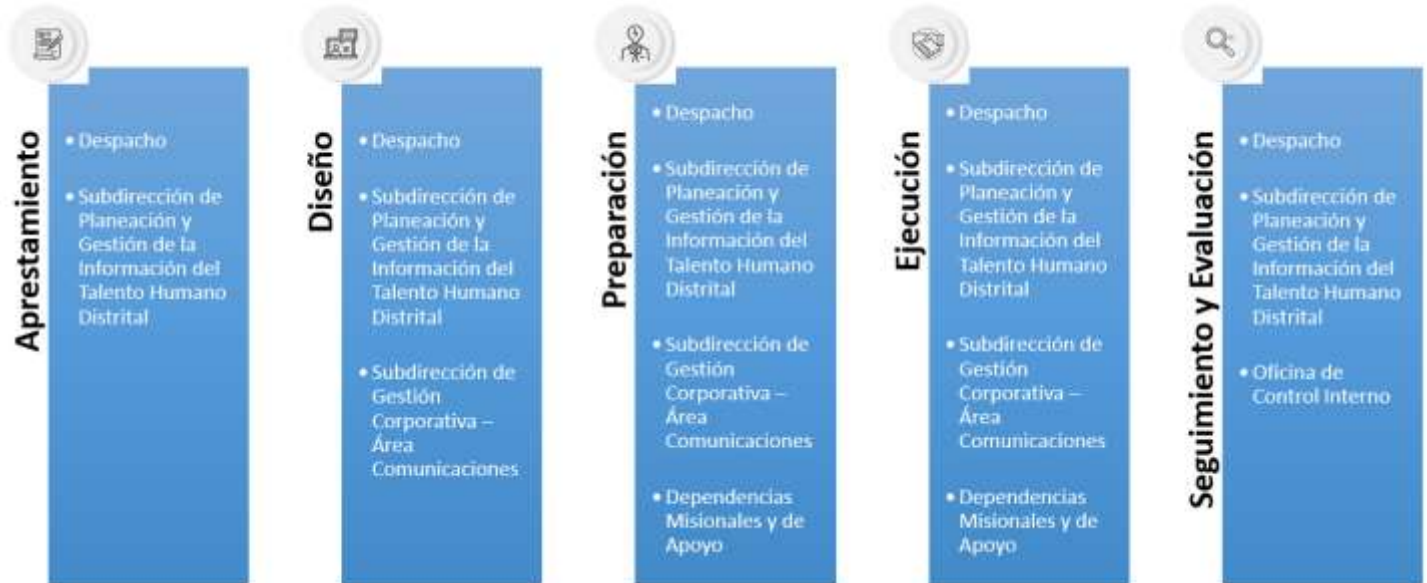 Aprestamiento
• Despacho
• Subdirección de
Planeación y
Gestión de la
Información del
Talento Humano
Distrital
Diseño
• Despacho
• Subdirección de
Planeación y
Gestión de la
Información del
Talento Humano
Distrital
• Subdirección de
Gestión
Corporativa –
Área
Comunicaciones
Preparación
• Despacho
• Subdirección de
Planeación y
Gestión de la
Información del
Talento Humano
Distrital
• Subdirección de
Gestión
Corporativa –
Área
Comunicaciones
• Dependencias
Misionales y de
Apoyo
Ejecución
• Despacho
• Subdirección de
Planeación y
Gestión de la
Información del
Talento Humano
Distrital
• Subdirección de
Gestión
Corporativa –
Área
Comunicaciones
• Dependencias
Misionales y de
Apoyo
Seguimiento y Evaluación
• Despacho
• Subdirección de
Planeación y
Gestión de la
Información del
Talento Humano
Distrital
• Oficina de
Control Interno